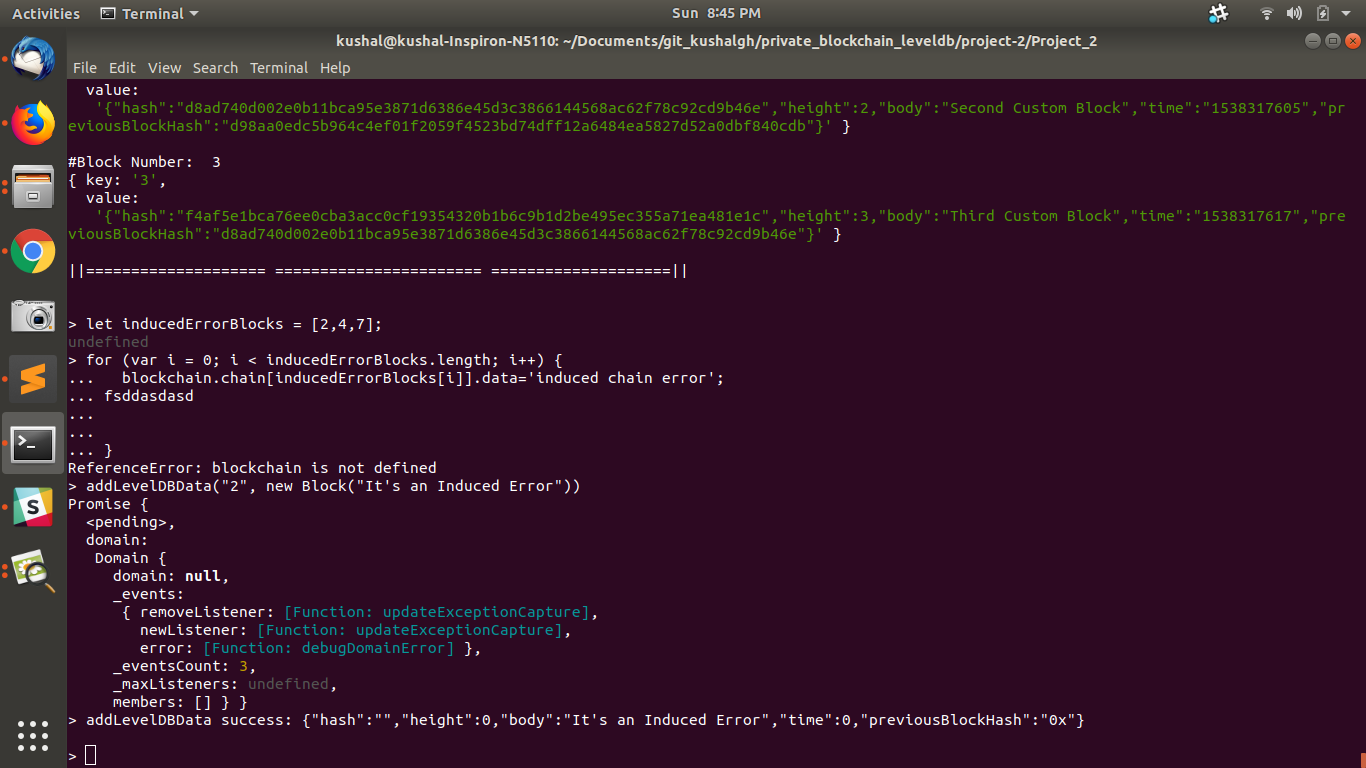 Activities Terminal Sun 8:45 PM
kushal@kushal-Inspiron-N5110: ~/Documents/git_kushalgh/private_blockchain_leveldb/project-2/Project_2
File Edit View Search Terminal Help
value:
'{"hash":"d8ad740d002e0b11bca95e3871d6386e45d3c3866144568ac62f78c92cd9b46e","height":2,"body":"Second Custom Block","time":"1538317605","pr
eviousBlockHash":"d98aa0edc5b964c4ef01f2059f4523bd74dff12a6484ea5827d52a0dbf840cdb"}' }
#Block Number:  3
{ key: '3',
value:
'{"hash":"f4af5e1bca76ee0cba3acc0cf19354320b1b6c9b1d2be495ec355a71ea481e1c","height":3,"body":"Third Custom Block","time":"1538317617","pre
viousBlockHash":"d8ad740d002e0b11bca95e3871d6386e45d3c3866144568ac62f78c92cd9b46e"}' }
||==================== ======================= ====================||
> let inducedErrorBlocks = [2,4,7];
undefined
> for (var i = 0; i < inducedErrorBlocks.length; i++) {
...   blockchain.chain[inducedErrorBlocks[i]].data='induced chain error';
... fsddasdasd
...
...
... }
ReferenceError: blockchain is not defined
> addLevelDBData("2", new Block("It's an Induced Error"))
Promise {
<pending>,
domain:
Domain {
domain: null,
_events:
{ removeListener: [Function: updateExceptionCapture],
newListener: [Function: updateExceptionCapture],
error: [Function: debugDomainError] },
_eventsCount: 3,
_maxListeners: undefined,
members: [] } }
> addLevelDBData success: {"hash":"","height":0,"body":"It's an Induced Error","time":0,"previousBlockHash":"0x"}
>